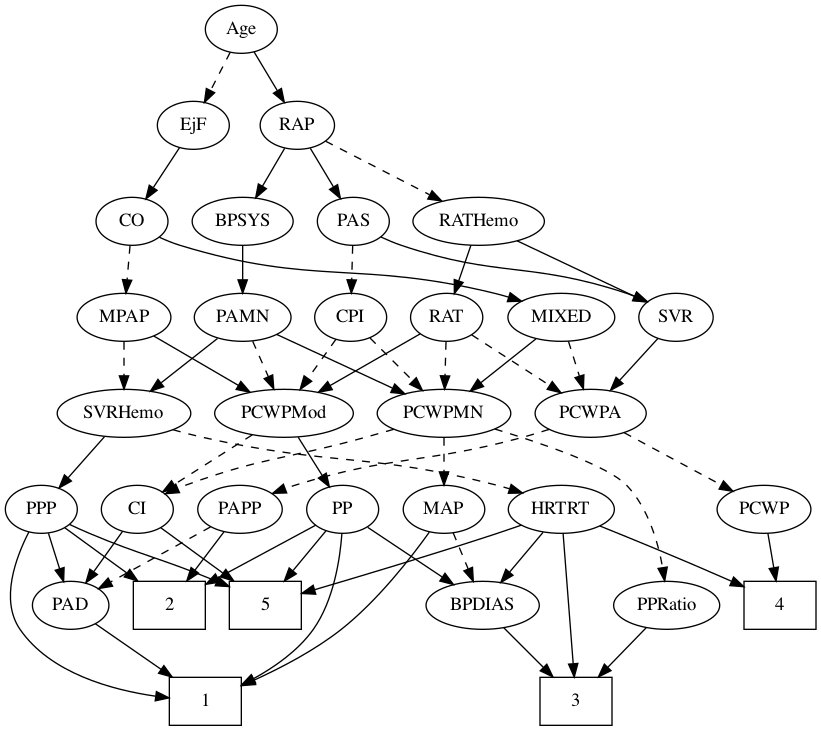 Age
EjF
RAP
CO
BPSYS
PAS
RATHemo
MPAP
PAMN
CPI
RAT
MIXED
SVR
SVRHemo
PCWPMod
PCWPMN
PCWPA
PPP
CI
PAPP
PP
MAP
HRTRT
PCWP
PAD
2
5
BPDIAS
PPRatio
4
1
3